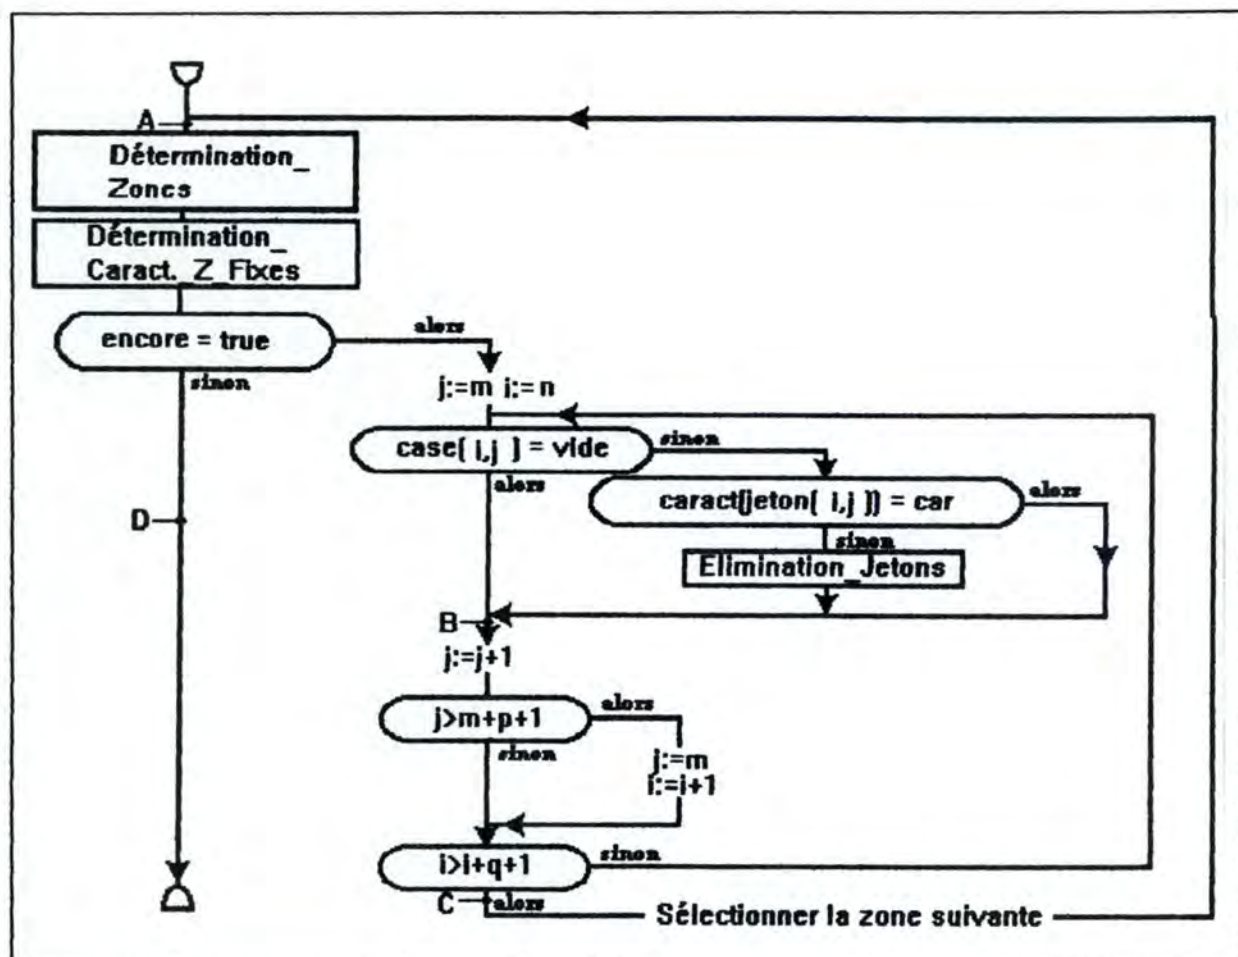 A
Détermination_
Zones
Détermination_
Caract._Z_Fixes
encore = true
alors
sinon
j:=m i:= n
case( i,j ) = vide
sinon
alors
caract(jeton( i,j )) = car
alors
sinon
Elimination_Jetons
D
B
j:=j+1
j>m+p+1
alors
sinon
j:=m
i:=i+1
i>i+q+1
sinon
C
alors
Sélectionner la zone suivante